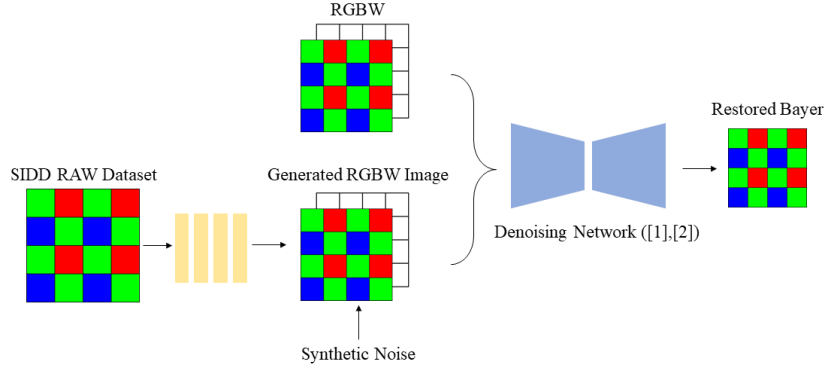 RGBW
Restored Bayer
SIDD RAW Dataset
Generated RGBW Image
Denoising Network ([1],[2])
Synthetic Noise